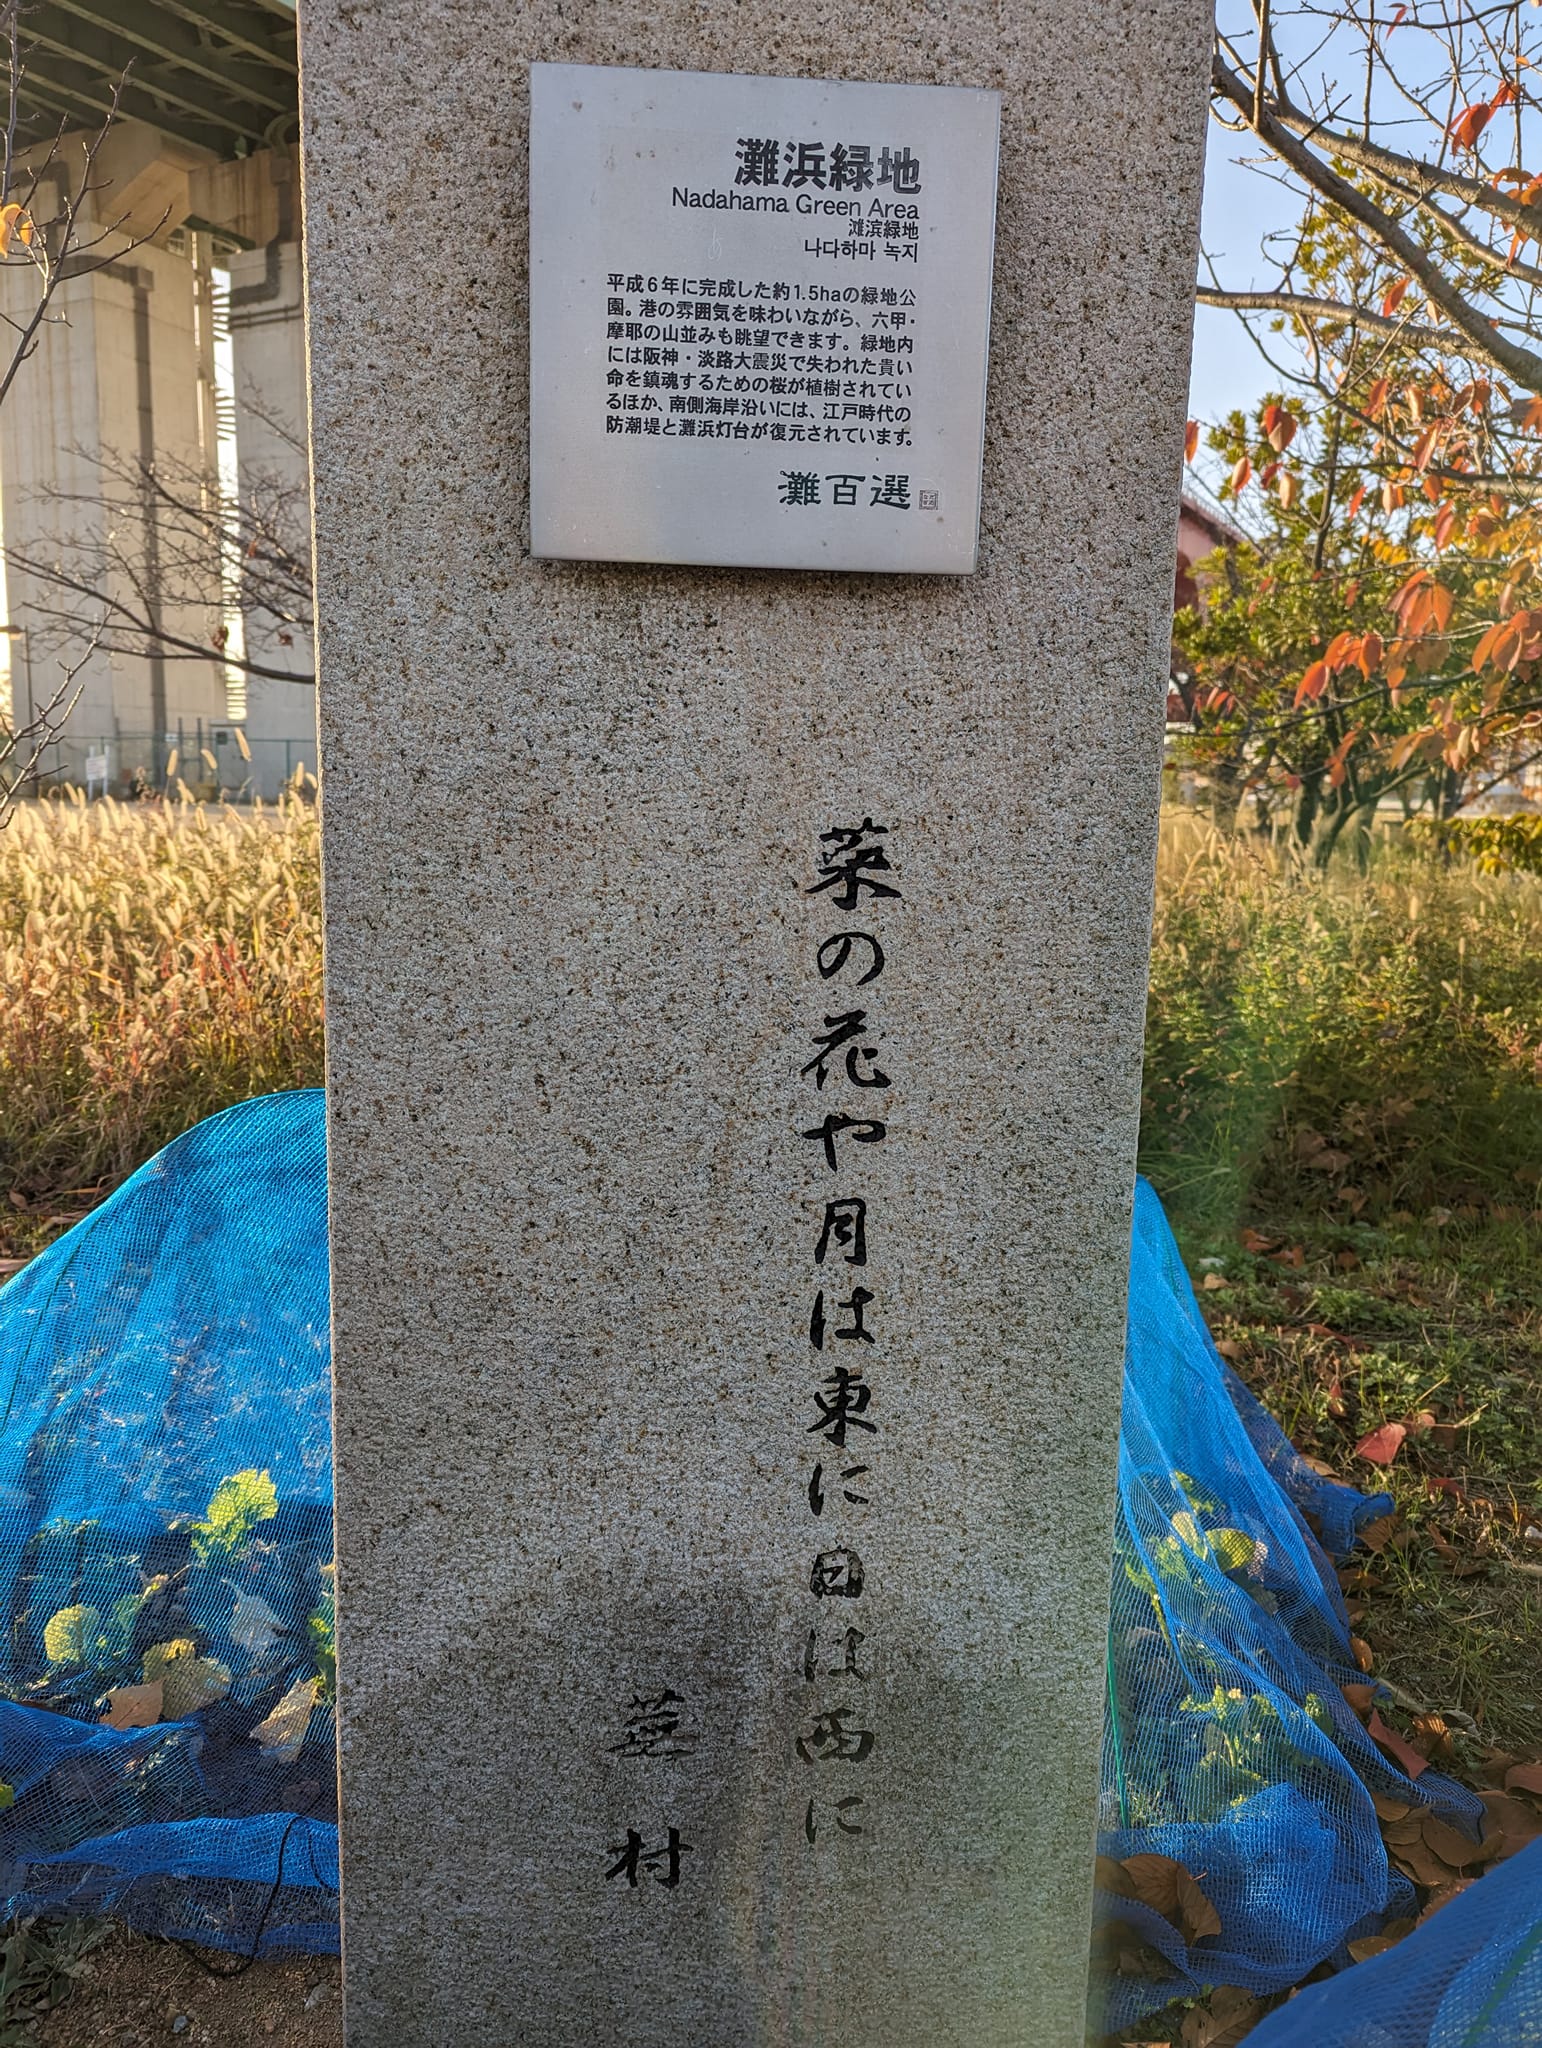 灘浜緑地
Nadahama Green Area
滩滨緑地
나다하마 녹지
平成6年に完成した約1.5haの緑地公
園。港の雰囲気を味わいながら、六甲・
摩耶の山並みも眺望できます。緑地内
には阪神・淡路大震災で失われた貴い
命を鎮魂するための桜が植樹されてい
るほか、南側海岸沿いには、江戸時代の
防潮堤と灘浜灯台が復元されています。
灘百選
菜の花や月は東に日は西に
蕪村